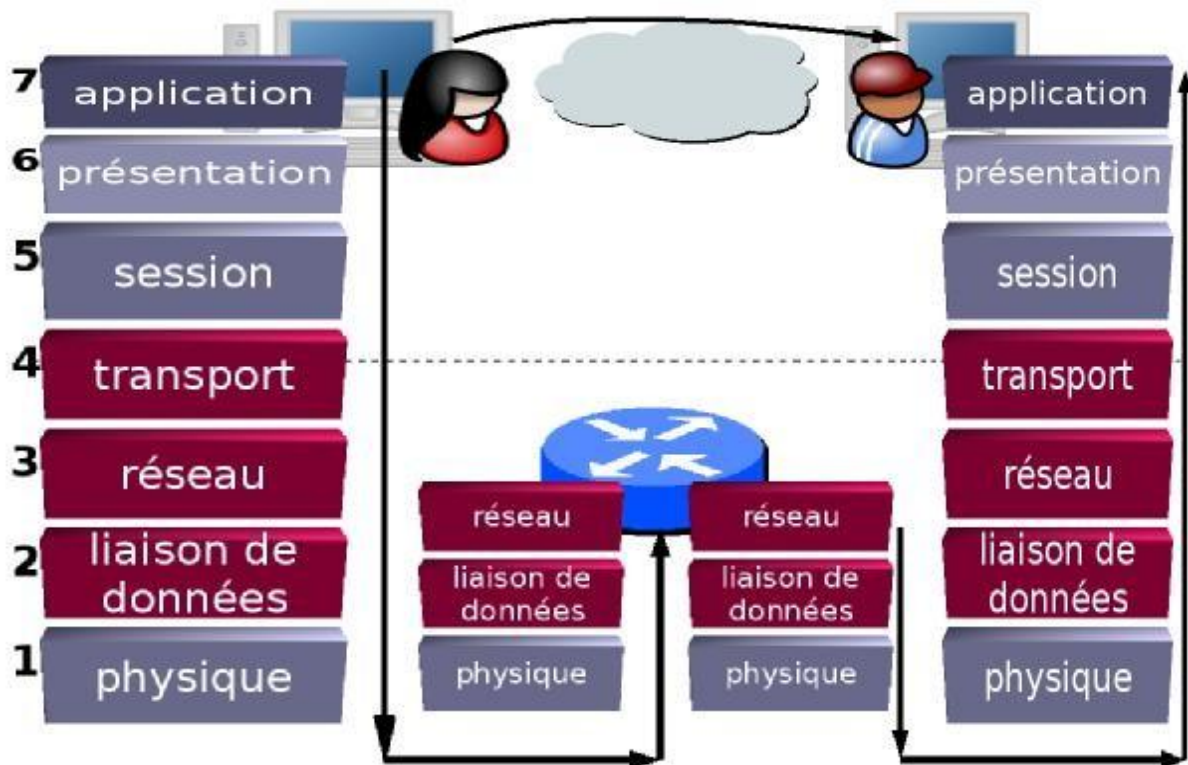 7
application
6
présentation
5
session
4
transport
3
réseau
2
liaison de
données
1
physique
réseau
liaison de
données
physique
réseau
liaison de
données
physique
application
présentation
session
transport
réseau
liaison de
données
physique